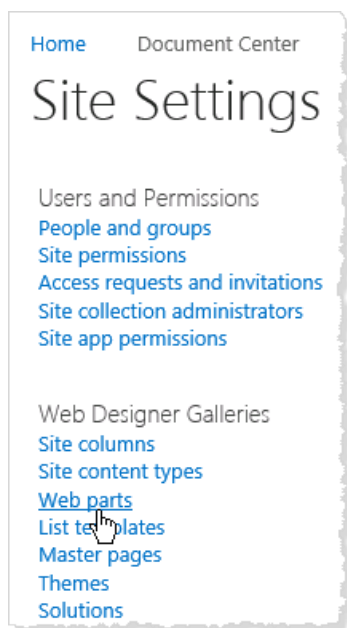 Home Document Center
Site Settings
Users and Permissions
People and groups
Site permissions
Access requests and invitations
Site collection administrators
Site app permissions
Web Designer Galleries
Site columns
Site content types
Web parts
List templates
Master pages
Themes
Solutions